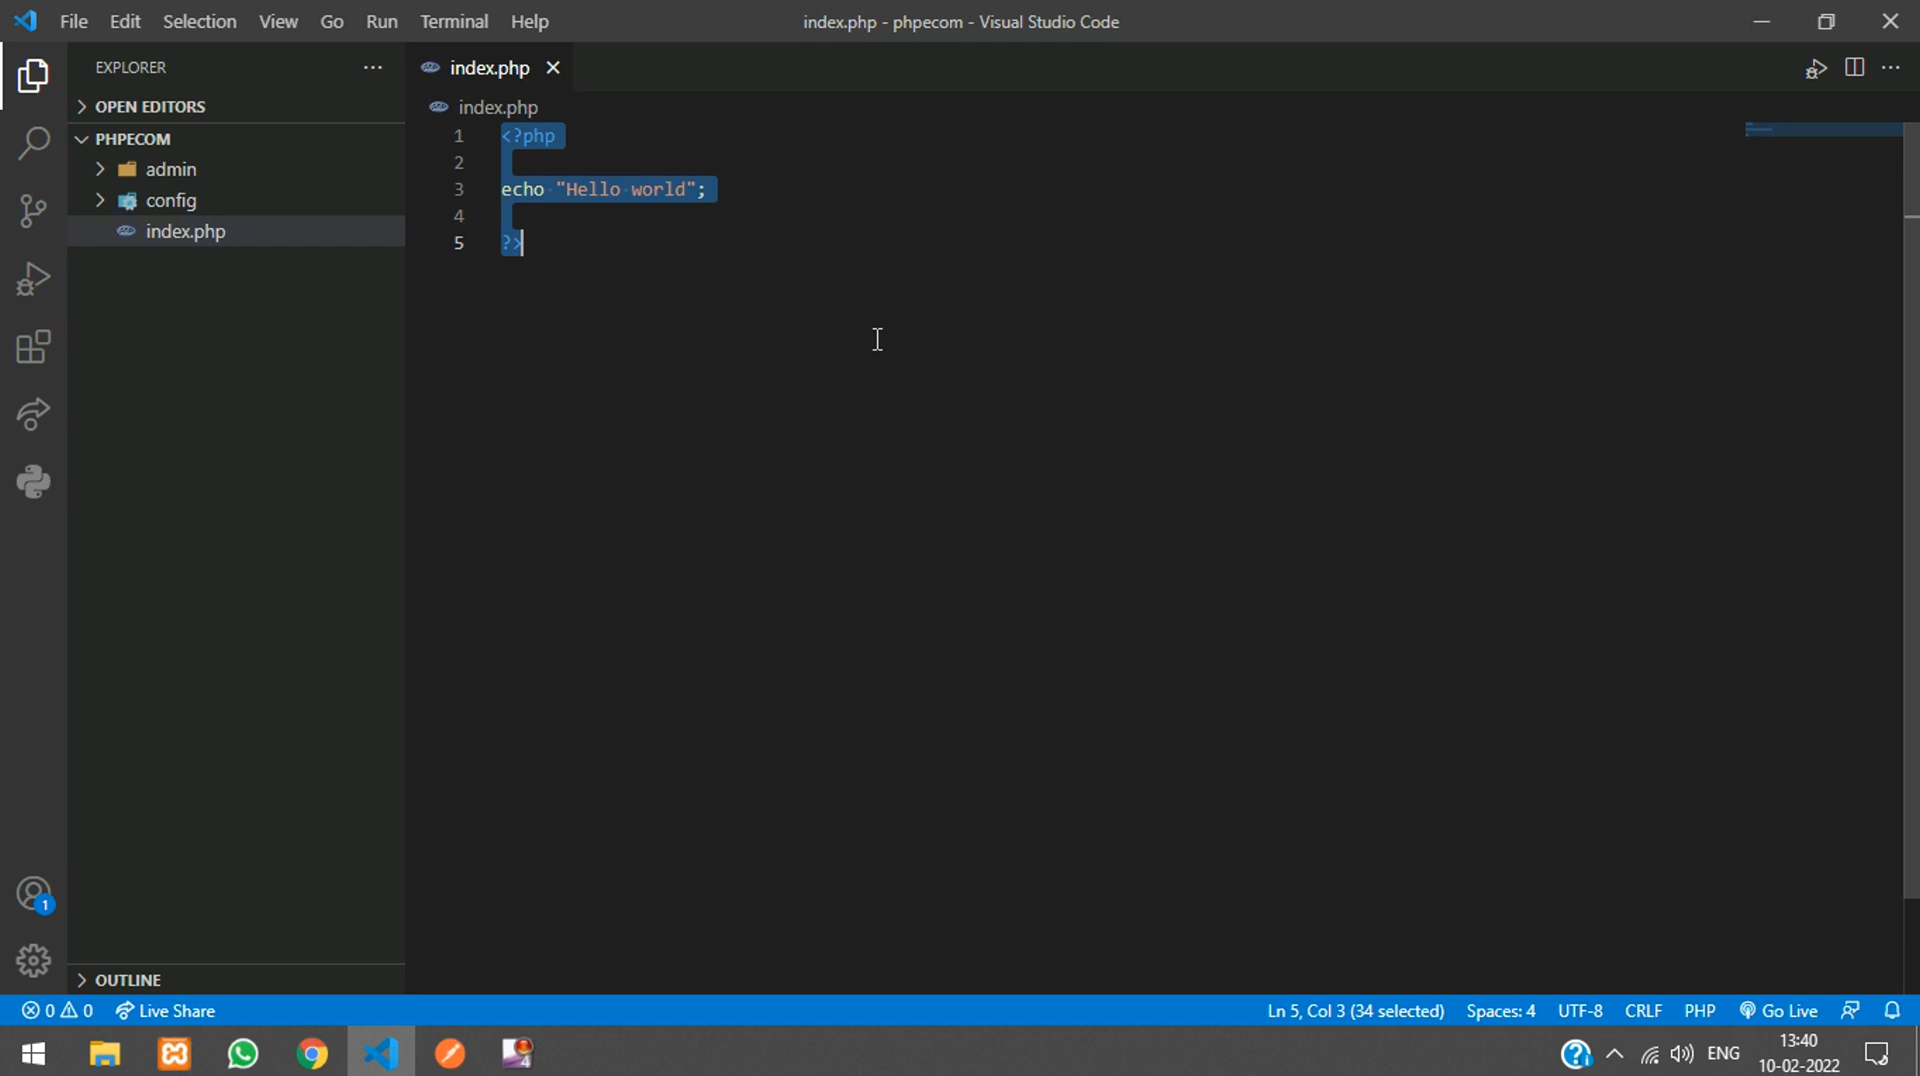 File Edit Selection View Go Run Terminal Help
index.php - phpecom - Visual Studio Code
EXPLORER
index.php
OPEN EDITORS
index.php
PHPECOM
admin
config
index.php
1 <?php
2
3 echo "Hello world";
4
5 ?>
1
OUTLINE
0 0 Live Share
Ln 5, Col 3 (34 selected) Spaces: 4 UTF-8 CRLF PHP Go Live
4
ENG
13:40
10-02-2022